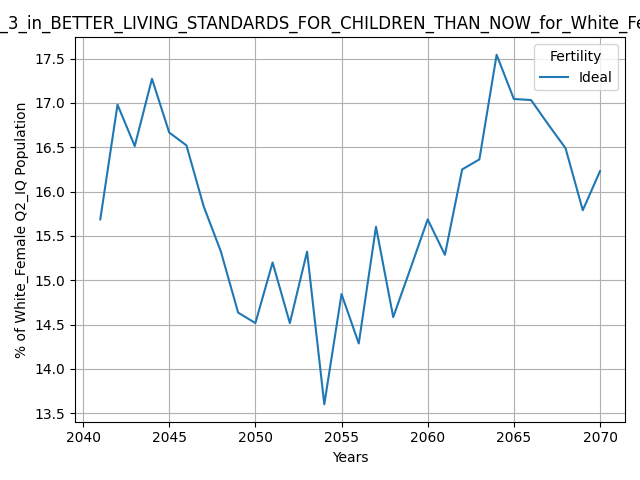 _3_in_BETTER_LIVING_STANDARDS_FOR_CHILDREN_THAN_NOW_for_White_Fe
Fertility
Ideal
% of White_Female Q2_IQ Population
17.5
17.0
16.5
16.0
15.5
15.0
14.5
14.0
13.5
2040 2045 2050 2055 2060 2065 2070
Years